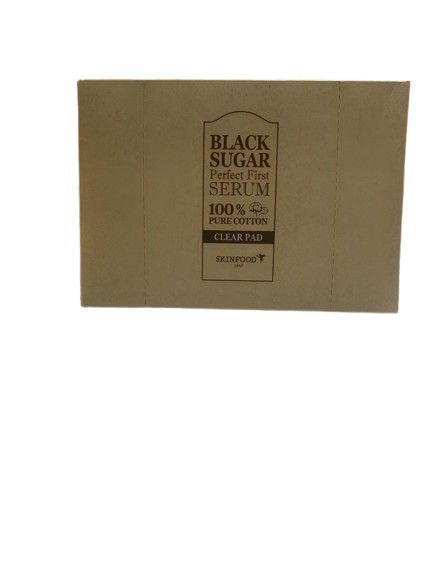 BLACK
SUGAR
Perfect First
SERUM
100%
PURE COTTON
CLEAR PAD
SKINFOOD